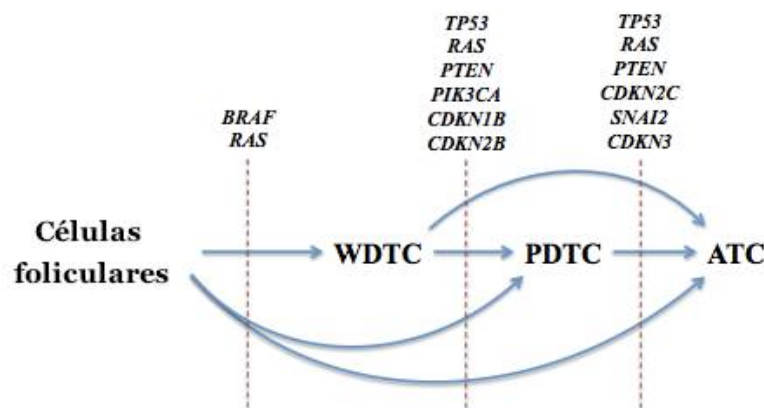 BRAF
RAS
TP53
RAS
PTEN
PIK3CA
CDKN1B
CDKN2B
TP53
RAS
PTEN
CDKN2C
SNAI2
CDKN3
Células
foliculares
WDTC
PDTC
ATC